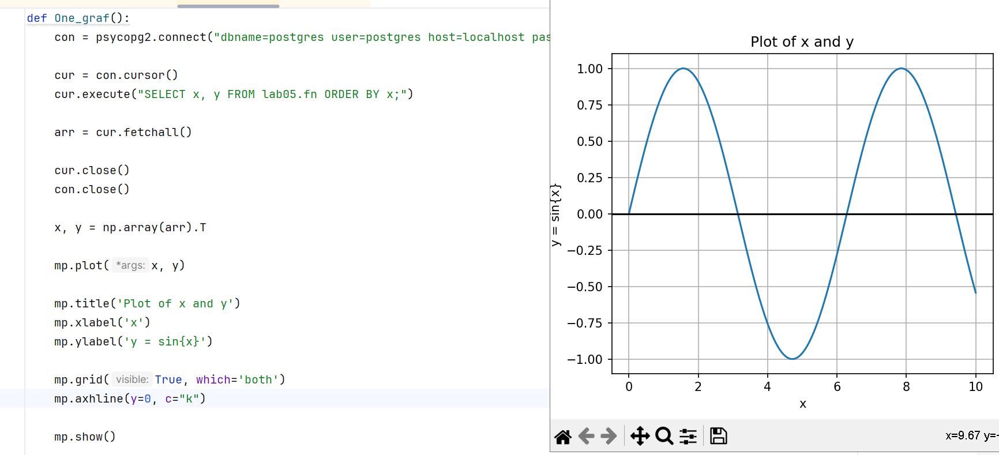 def One_graf():
con = psycopg2.connect("dbname=postgres user=postgres host=localhost pas
cur = con.cursor()
cur.execute("SELECT x, y FROM lab05.fn ORDER BY x;")
arr = cur.fetchall()
cur.close()
con.close()
x, y = np.array(arr).T
mp.plot( *args: x, y)
mp.title('Plot of x and y')
mp.xlabel('x')
mp.ylabel('y = sin{x}')
mp.grid( visible: True, which='both')
mp.axhline(y=0, c="k")
mp.show()
Plot of x and y
y = sin{x}
1.00
0.75
0.50
0.25
0.00
−0.25
−0.50
−0.75
−1.00
0 2 4 6 8 10
x
x=9.67 y=-